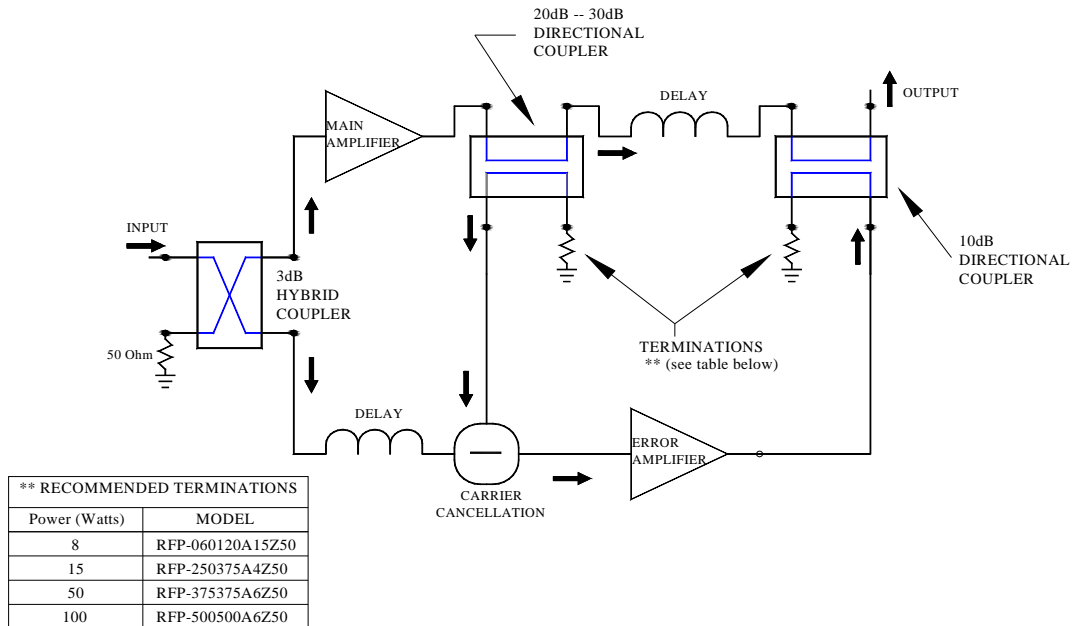 20dB -- 30dB
DIRECTIONAL
COUPLER
DELAY
OUTPUT
MAIN
AMPLIFIER
INPUT
3dB
HYBRID
COUPLER
10dB
DIRECTIONAL
COUPLER
50 Ohm
TERMINATIONS
** (see table below)
DELAY
ERROR
AMPLIFIER
CARRIER
CANCELLATION
** RECOMMENDED TERMINATIONS
Power (Watts) MODEL
8 RFP-060120A15Z50
15 RFP-250375A4Z50
50 RFP-375375A6Z50
100 RFP-500500A6Z50